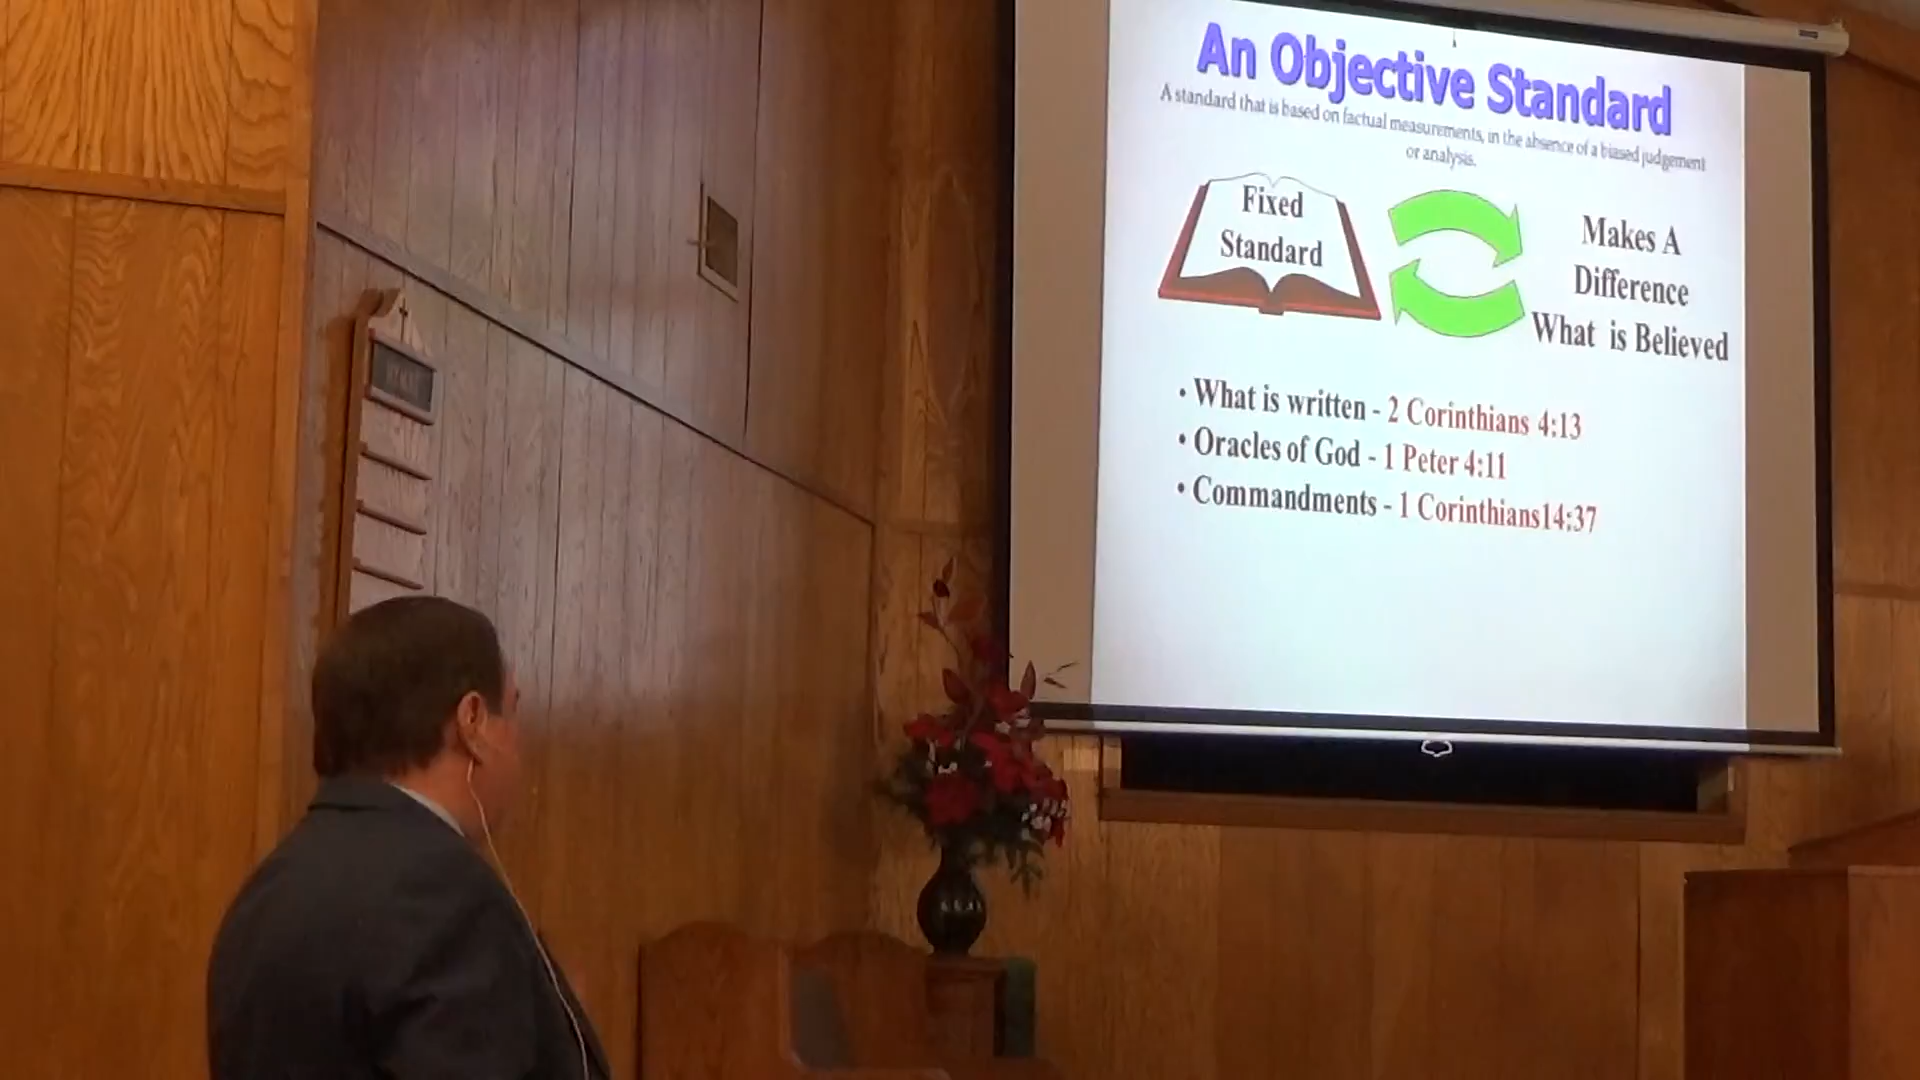 An Objective Standard
A standard that is based on factual measurements, in the absence of a biased judgement
or analysis.
Fixed
Standard
Makes A
Difference
What is Believed
• What is written - 2 Corinthians 4:13
• Oracles of God - 1 Peter 4:11
• Commandments - 1 Corinthians14:37